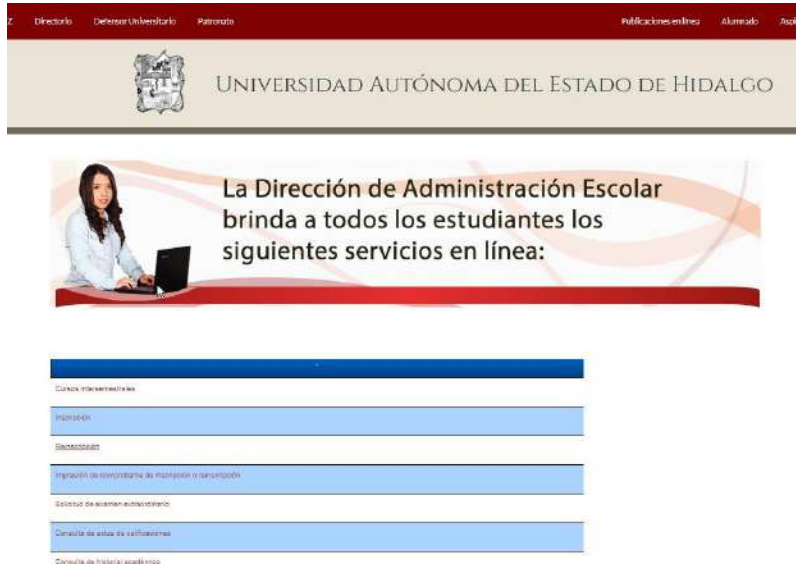 Z Directorio Defensor Universitario Patronato Publicaciones en línea Alumnado Aspi
Universidad Autónoma del Estado de Hidalgo
La Dirección de Administración Escolar
brinda a todos los estudiantes los
siguientes servicios en línea:
Cursos intersemestrales
Inscripción
Reinscripción
Impresión de comprobante de inscripción o reinscripción
Solicitud de examen extraordinario
Consulta de actas de calificaciones
Consulta de historial académico